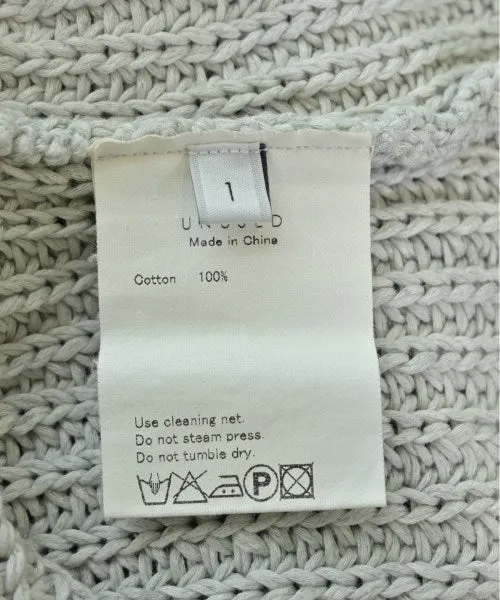 1
UNUSED
Made in China
Cotton 100%
Use cleaning net.
Do not steam press.
Do not tumble dry.
P